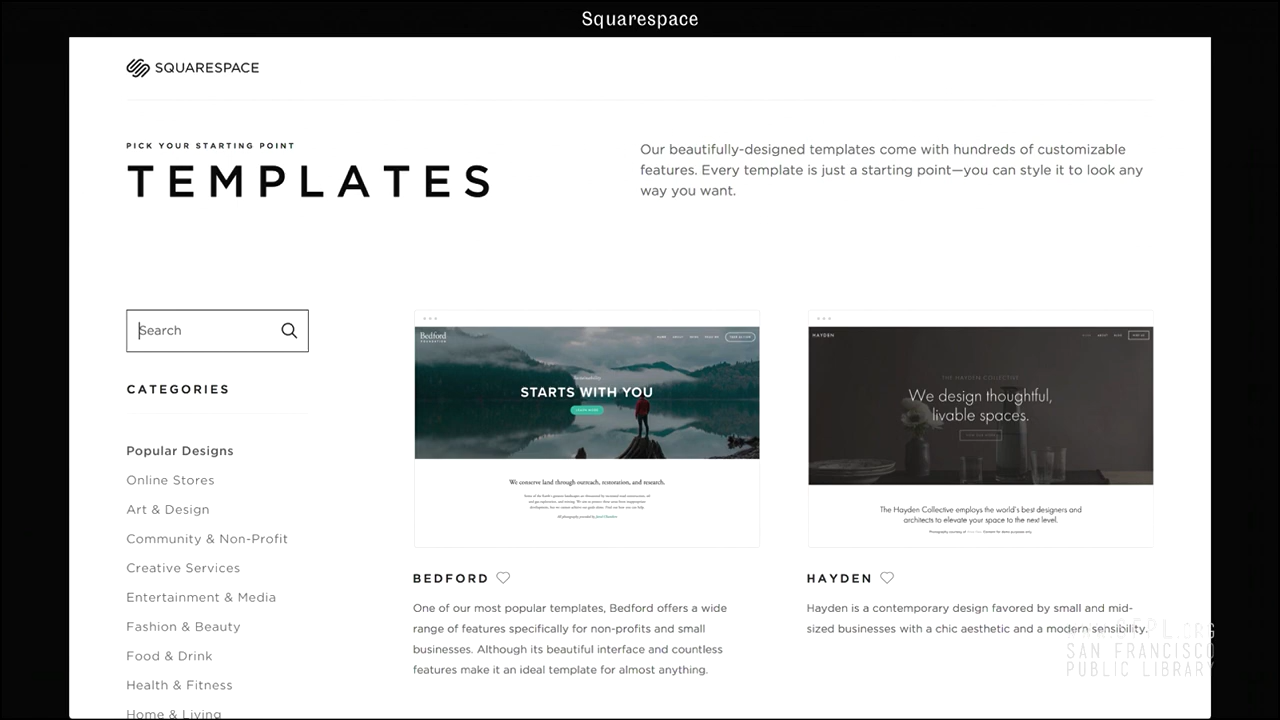 Squarespace
SQUARESPACE
PICK YOUR STARTING POINT
TEMPLATES
Our beautifully-designed templates come with hundreds of customizable
features. Every template is just a starting point—you can style it to look any
way you want.
Search
CATEGORIES
Popular Designs
Online Stores
Art & Design
Community & Non-Profit
Creative Services
Entertainment & Media
Fashion & Beauty
Food & Drink
Health & Fitness
Home & Living
Bedford
STARTS WITH YOU
LEARN MORE
We conserve land through outreach, restoration, and research.
BEDFORD
One of our most popular templates, Bedford offers a wide
range of features specifically for non-profits and small
businesses. Although its beautiful interface and countless
features make it an ideal template for almost anything.
HAYDEN
THE HAYDEN COLLECTIVE
We design thoughtful,
livable spaces.
The Hayden Collective employs the world's best designers and
architects to elevate your space to the next level.
HAYDEN
Hayden is a contemporary design favored by small and mid-
sized businesses with a chic aesthetic and a modern sensibility.
SAN FRANCISCO
PUBLIC LIBRARY